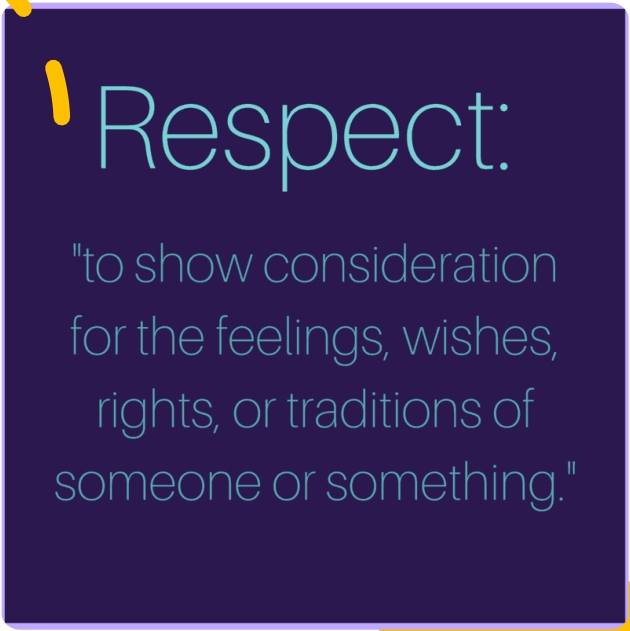 Respect:
"to show consideration
for the feelings, wishes,
rights, or traditions of
someone or something."